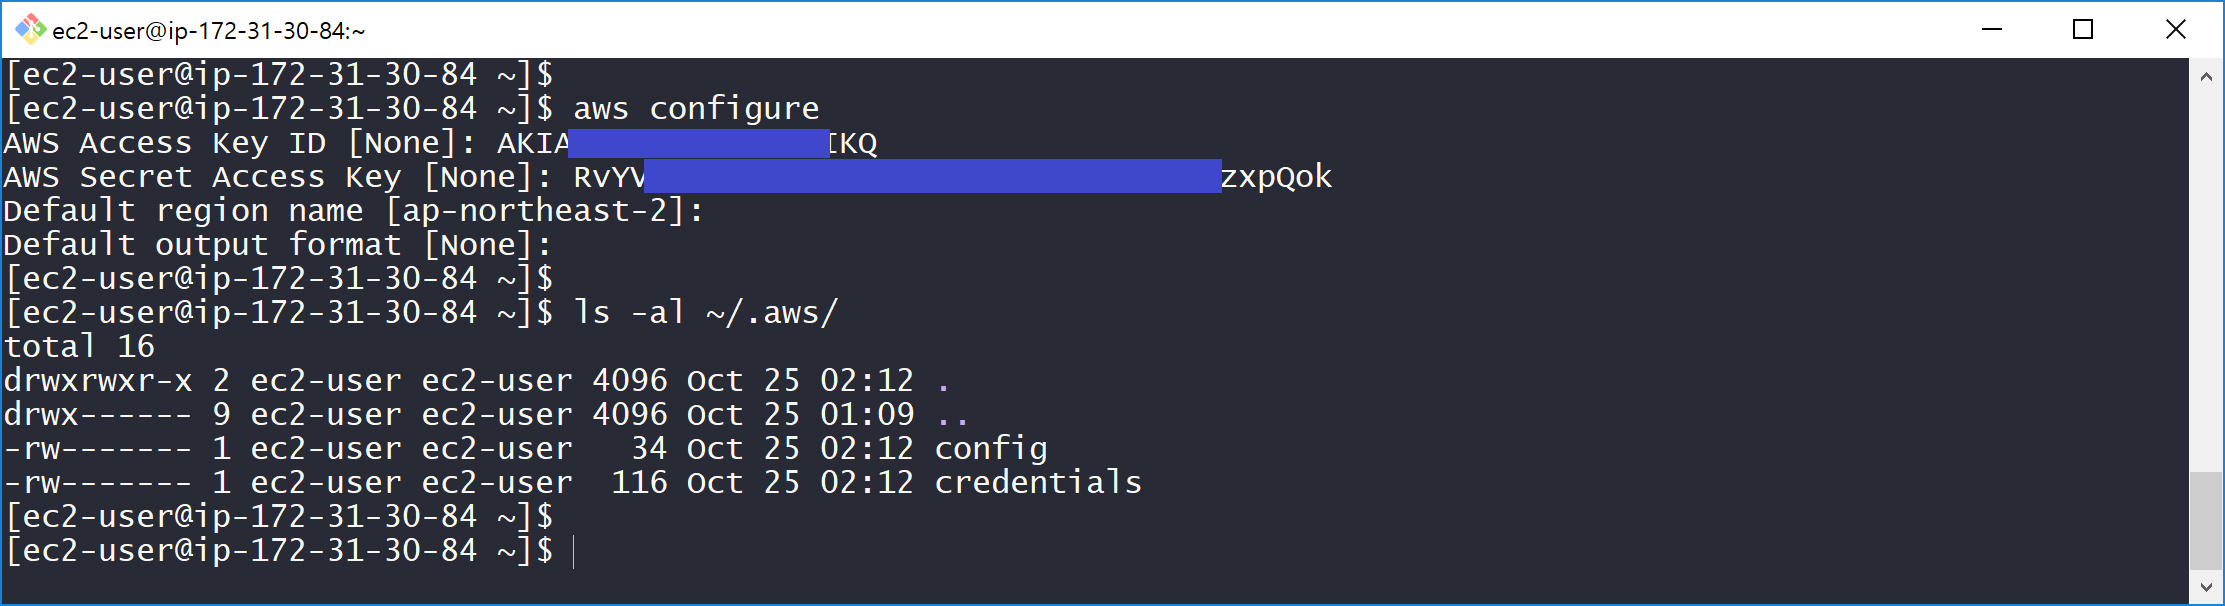 ec2-user@ip-172-31-30-84:~
[ec2-user@ip-172-31-30-84 ~]$
[ec2-user@ip-172-31-30-84 ~]$ aws configure
AWS Access Key ID [None]: AKIA IKQ
AWS Secret Access Key [None]: RvYV zxpQok
Default region name [ap-northeast-2]:
Default output format [None]:
[ec2-user@ip-172-31-30-84 ~]$
[ec2-user@ip-172-31-30-84 ~]$ ls -al ~/.aws/
total 16
drwxrwxr-x 2 ec2-user ec2-user 4096 Oct 25 02:12 .
drwx------ 9 ec2-user ec2-user 4096 Oct 25 01:09 ..
-rw------- 1 ec2-user ec2-user   34 Oct 25 02:12 config
-rw------- 1 ec2-user ec2-user  116 Oct 25 02:12 credentials
[ec2-user@ip-172-31-30-84 ~]$
[ec2-user@ip-172-31-30-84 ~]$